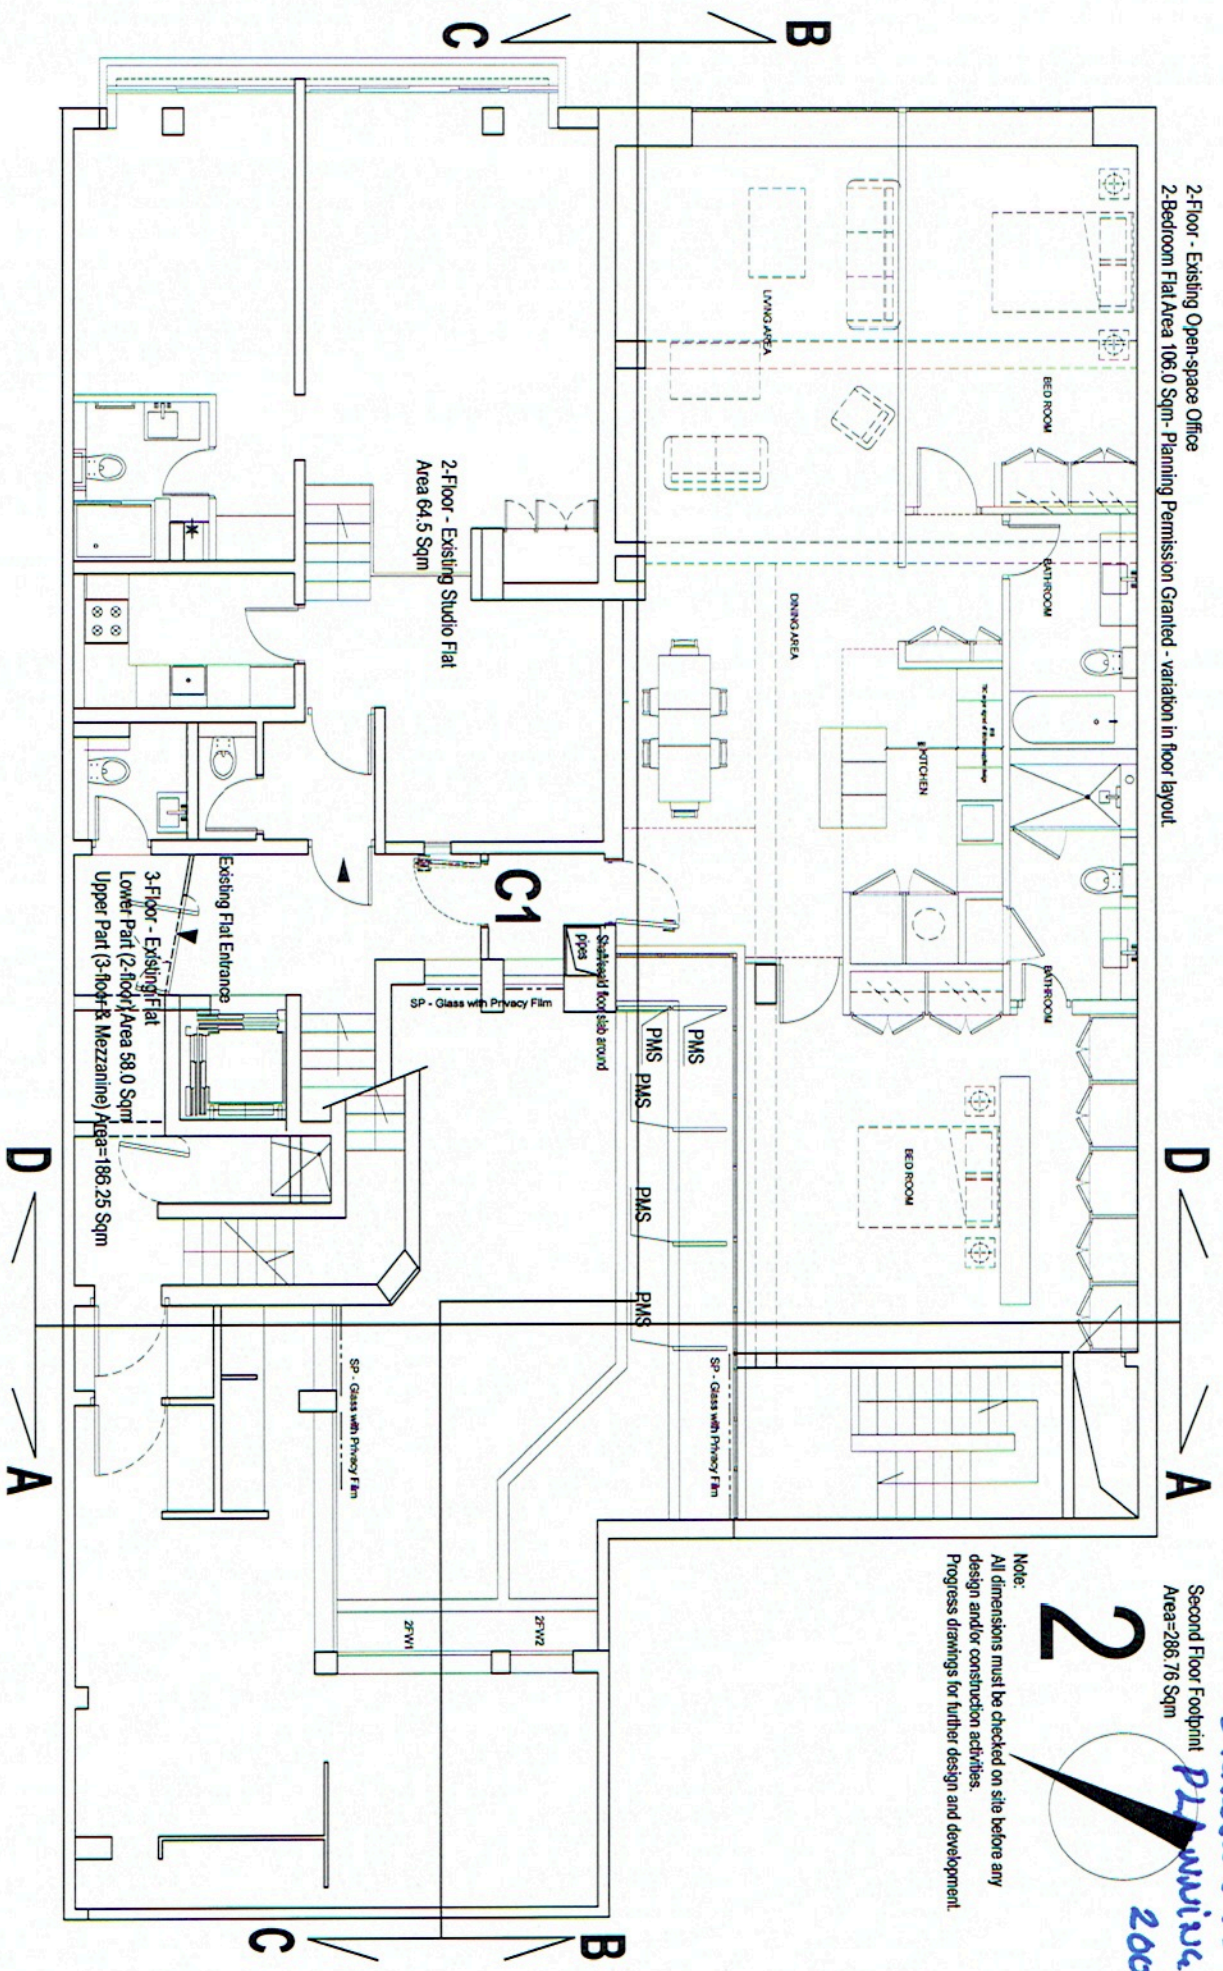 B
C
2-Floor - Existing Open-space Office
2-Bedroom Flat Area 106.0 Sqm- Planning Permission Granted - variation in floor layout.
BED ROOM
LIVING AREA
BATHROOM
DINING AREA
KITCHEN
BATHROOM
BED ROOM
2-Floor - Existing Studio Flat
Area 64.5 Sqm
C1
Shaft
pipes
floor slab around
SP - Glass with Privacy Film
PMS
PMS
PMS
PMS
PMS
Existing Flat Entrance
3-Floor - Existing Flat
Lower Part (2-floor) Area 58.0 Sqm
Upper Part (3-floor & Mezzanine) Area=186.25 Sqm
D
D
A
A
SP - Glass with Privacy Film
SP - Glass with Privacy Film
2FW2
2FW1
Second Floor Footprint
Area=286.76 Sqm
PLANNING
2
Note:
All dimensions must be checked on site before any
design and/or construction activities.
Progress drawings for further design and development.
B
C